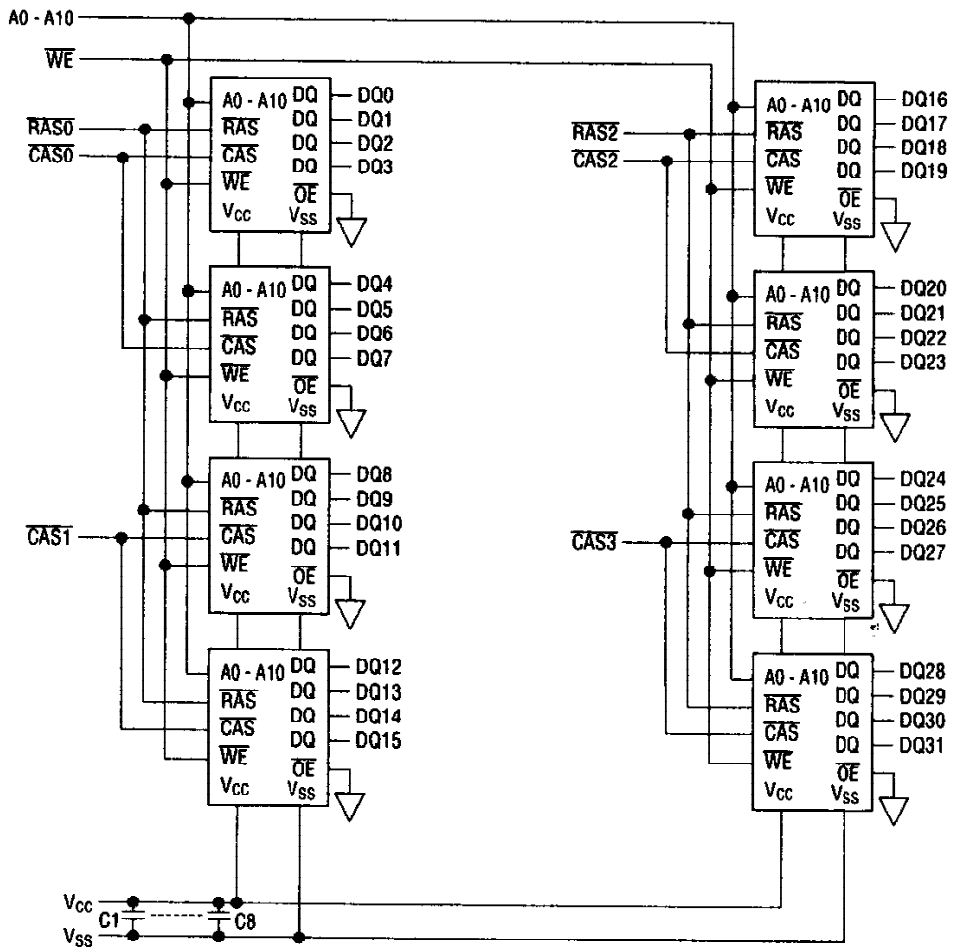 A0 - A10
WE
RAS0
CAS0
A0 - A10 DQ DQ0
RAS DQ DQ1
CAS DQ DQ2
DQ DQ3
WE OE
VCC VSS
A0 - A10 DQ DQ4
RAS DQ DQ5
CAS DQ DQ6
DQ DQ7
WE OE
VCC VSS
CAS1
A0 - A10 DQ DQ8
RAS DQ DQ9
CAS DQ DQ10
DQ DQ11
WE OE
VCC VSS
A0 - A10 DQ DQ12
RAS DQ DQ13
CAS DQ DQ14
DQ DQ15
WE OE
VCC VSS
RAS2
CAS2
A0 - A10 DQ DQ16
RAS DQ DQ17
CAS DQ DQ18
DQ DQ19
WE OE
VCC VSS
A0 - A10 DQ DQ20
RAS DQ DQ21
CAS DQ DQ22
DQ DQ23
WE OE
VCC VSS
CAS3
A0 - A10 DQ DQ24
RAS DQ DQ25
CAS DQ DQ26
DQ DQ27
WE OE
VCC VSS
A0 - A10 DQ DQ28
RAS DQ DQ29
CAS DQ DQ30
DQ DQ31
WE OE
VCC VSS
VCC
C1 C8
VSS